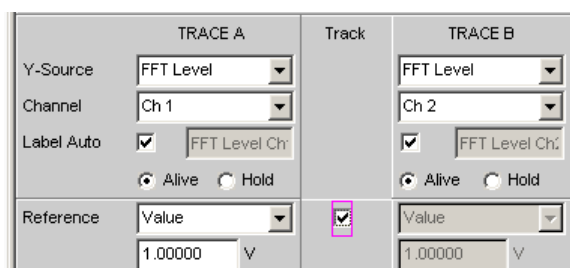 TRACE A Track TRACE B
Y-Source FFT Level FFT Level
Channel Ch 1 Ch 2
Label Auto FFT Level Ch FFT Level Ch2
Alive Hold Alive Hold
Reference Value Value
1.00000 V 1.00000 V